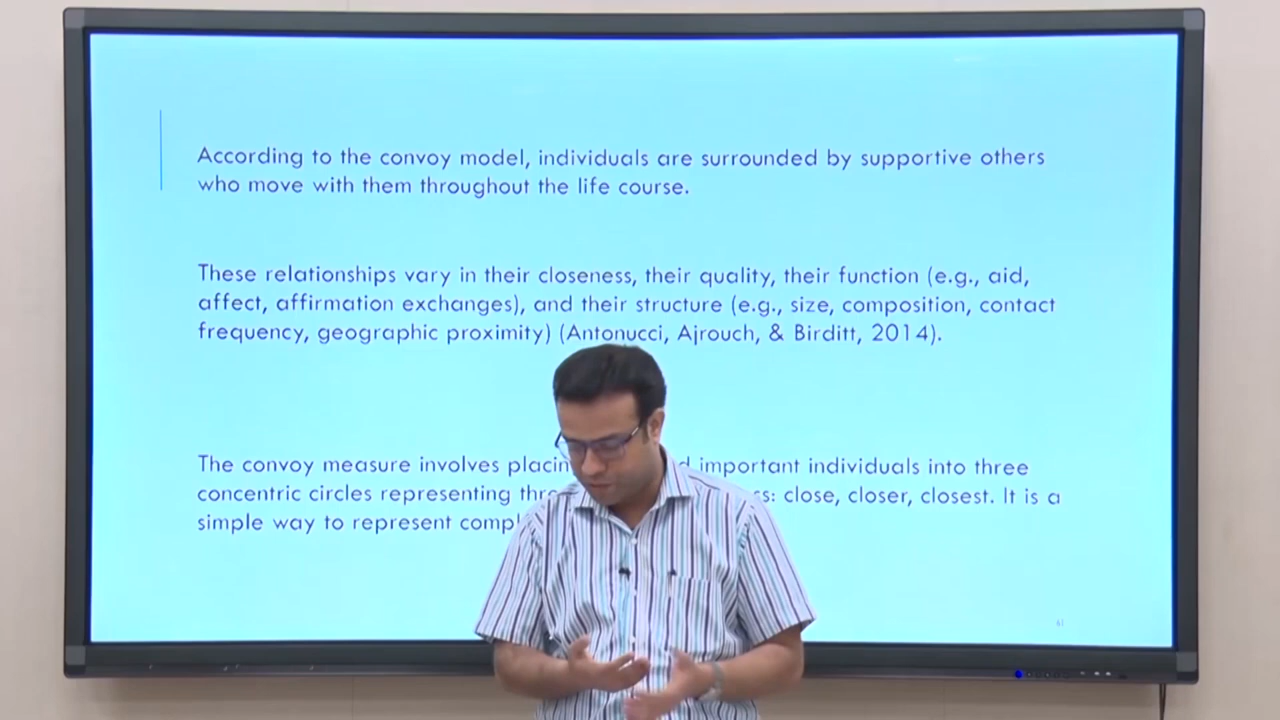 According to the convoy model, individuals are surrounded by supportive others
who move with them throughout the life course.
These relationships vary in their closeness, their quality, their function (e.g., aid,
affect, affirmation exchanges), and their structure (e.g., size, composition, contact
frequency, geographic proximity) (Antonucci, Ajrouch, & Birditt, 2014).
The convoy measure involves important individuals into three
concentric circles representing close, closer, closest. It is a
simple way to represent
41